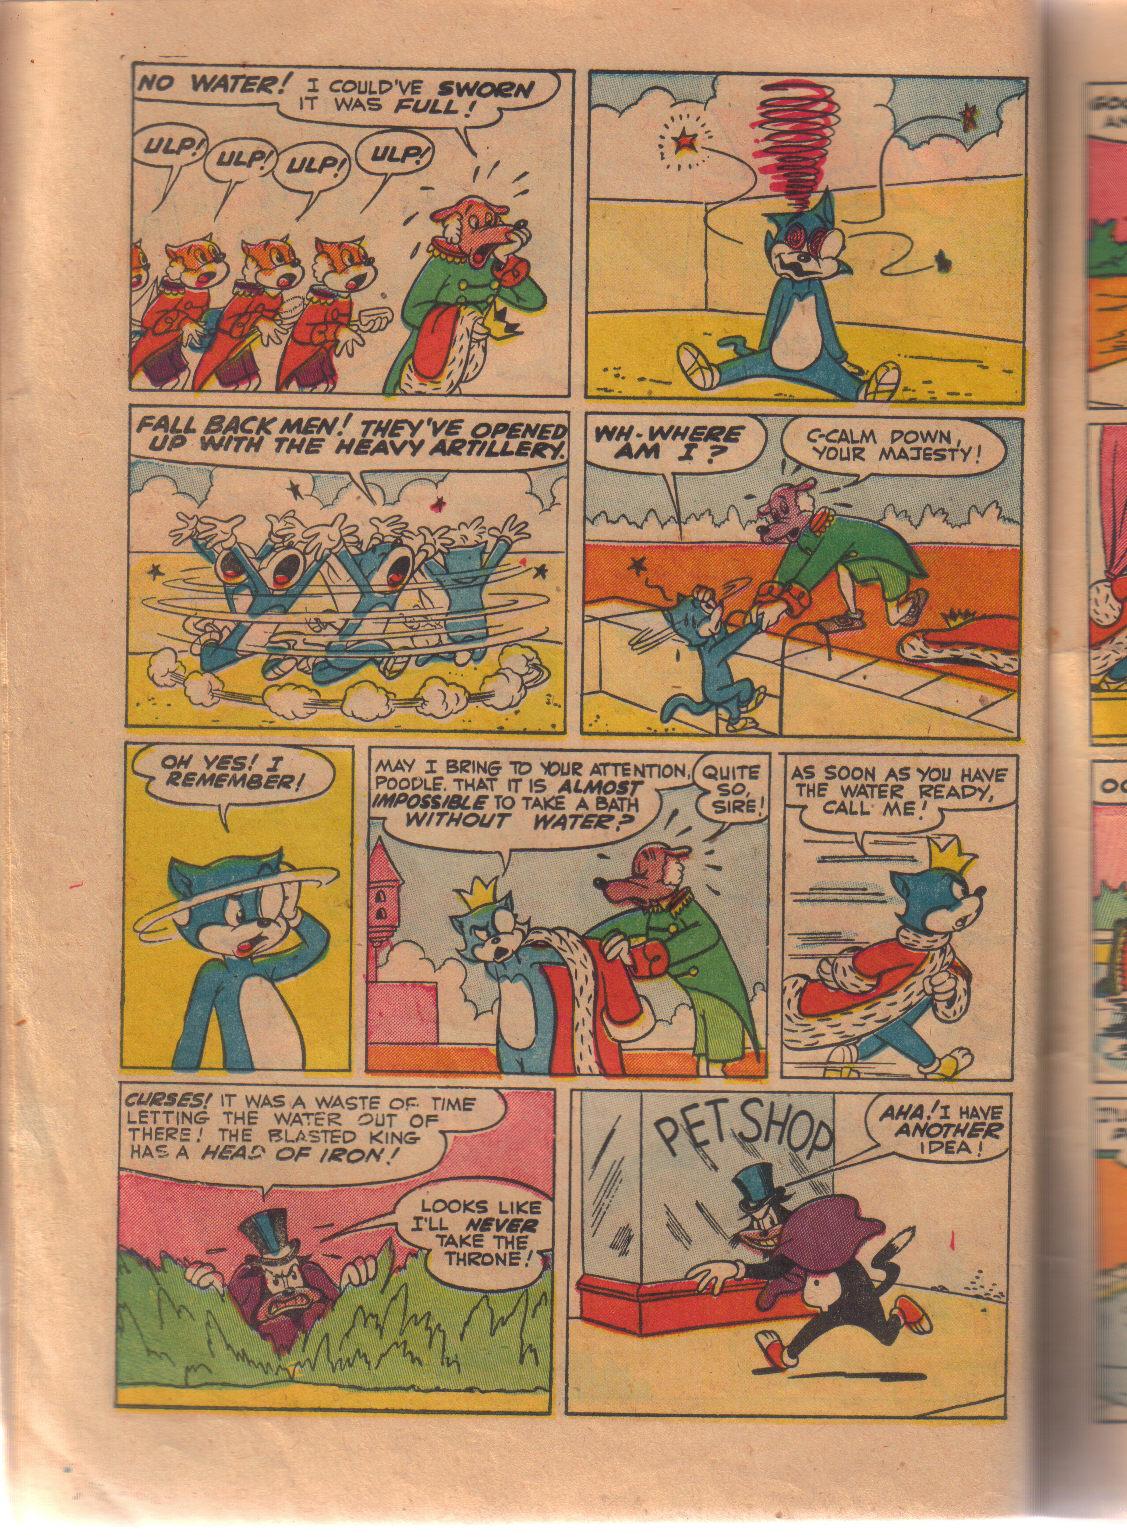 NO WATER! I COULD'VE SWORN
IT WAS FULL!
ULP!
ULP!
ULP!
ULP!
FALL BACK MEN! THEY'VE OPENED
UP WITH THE HEAVY ARTILLERY.
WH-WHERE
AM I?
C-CALM DOWN,
YOUR MAJESTY!
OH YES! I
REMEMBER!
MAY I BRING TO YOUR ATTENTION,
POODLE, THAT IT IS ALMOST
IMPOSSIBLE TO TAKE A BATH
WITHOUT WATER?
QUITE
SO,
SIRE!
AS SOON AS YOU HAVE
THE WATER READY,
CALL ME!
CURSES! IT WAS A WASTE OF TIME
LETTING THE WATER OUT OF
THERE! THE BLASTED KING
HAS A HEAD OF IRON!
LOOKS LIKE
I'LL NEVER
TAKE THE
THRONE!
PET SHOP
AHA! I HAVE
ANOTHER
IDEA!